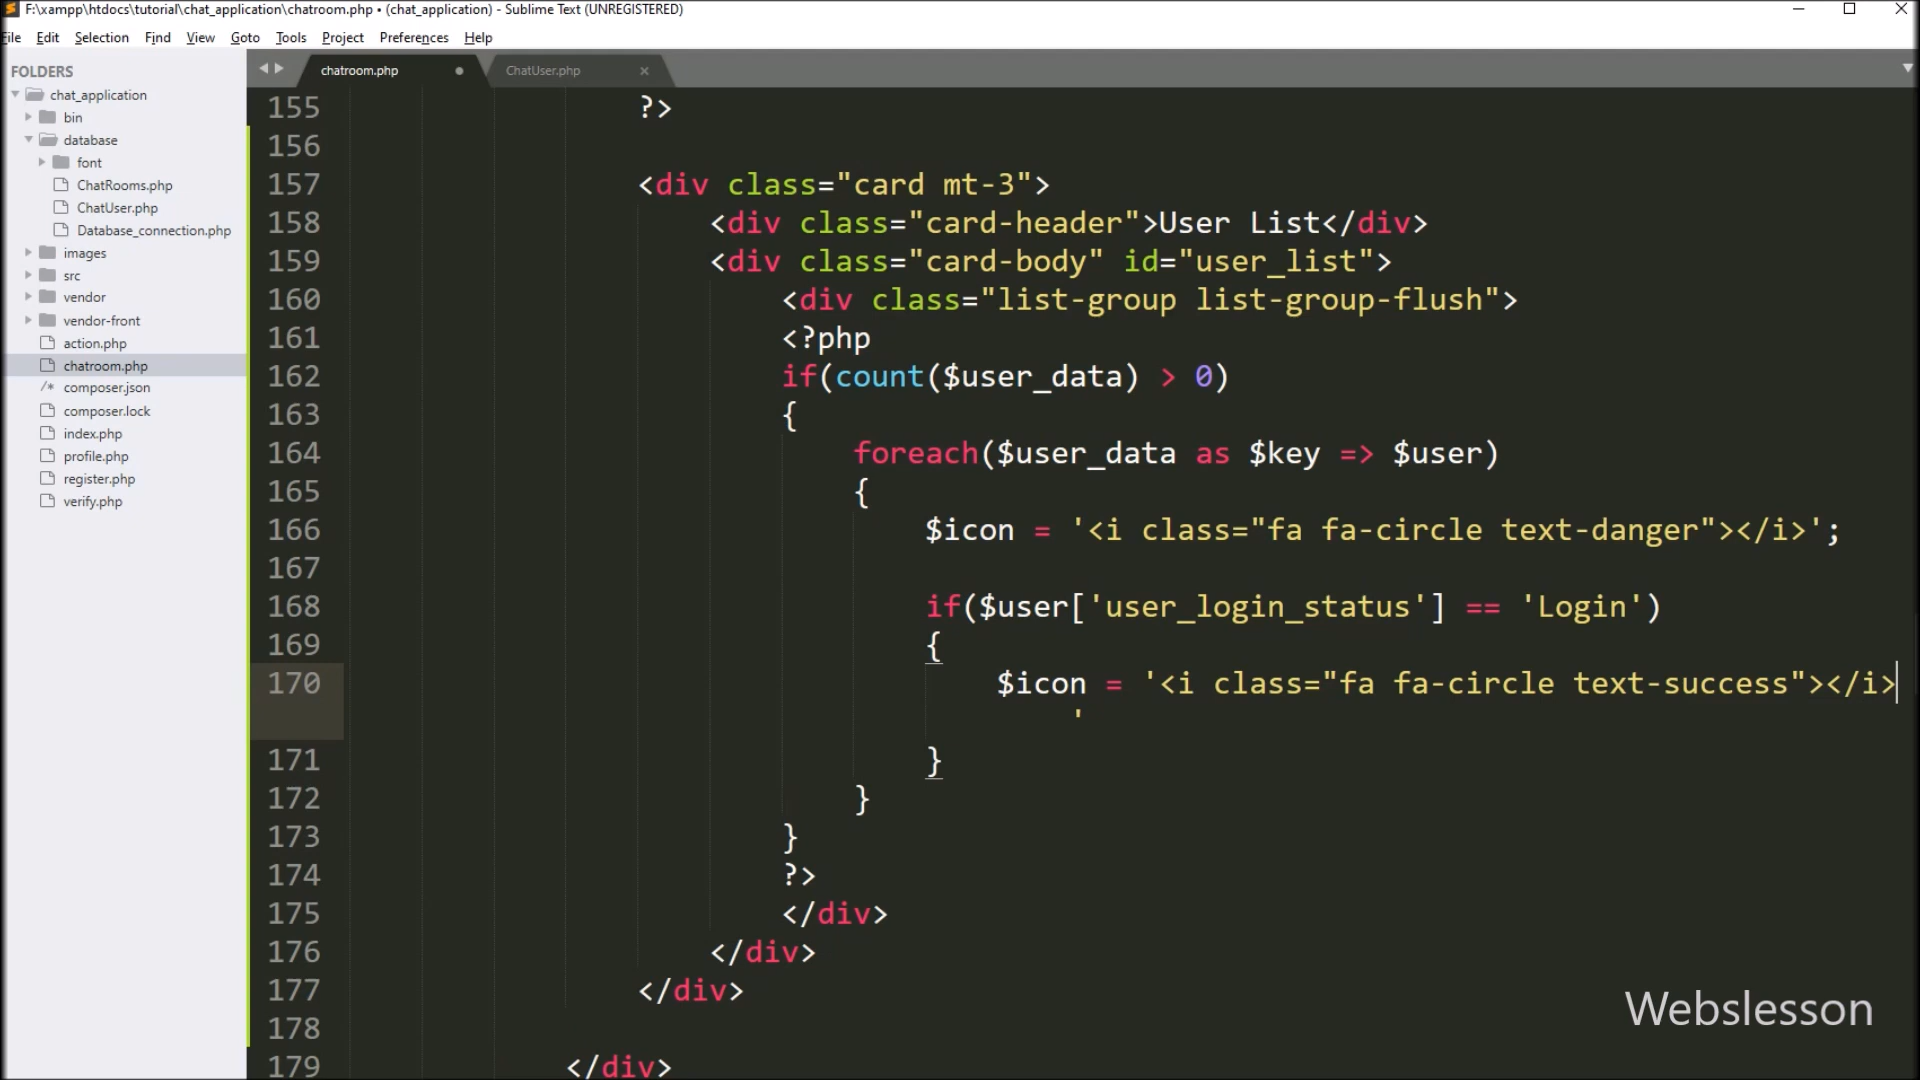 F:\xampp\htdocs\tutorial\chat_application\chatroom.php • (chat_application) - Sublime Text (UNREGISTERED)
File Edit Selection Find View Goto Tools Project Preferences Help
FOLDERS
chat_application
bin
database
font
ChatRooms.php
ChatUser.php
Database_connection.php
images
src
vendor
vendor-front
action.php
chatroom.php
/* composer.json
composer.lock
index.php
profile.php
register.php
verify.php
chatroom.php ChatUser.php
155 ?>
156
157 <div class="card mt-3">
158 <div class="card-header">User List</div>
159 <div class="card-body" id="user_list">
160 <div class="list-group list-group-flush">
161 <?php
162 if(count($user_data) > 0)
163 {
164 foreach($user_data as $key => $user)
165 {
166 $icon = '<i class="fa fa-circle text-danger"></i>';
167
168 if($user['user_login_status'] == 'Login')
169 {
170 $icon = '<i class="fa fa-circle text-success"></i>
'
171 }
172 }
173 }
174 ?>
175 </div>
176 </div>
177 </div>
178
179 </div>
Webslesson